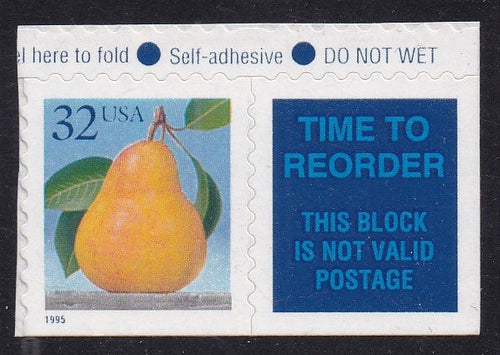 el here to fold ● Self-adhesive ● DO NOT WET
32 USA
1995
TIME TO
REORDER
THIS BLOCK
IS NOT VALID
POSTAGE